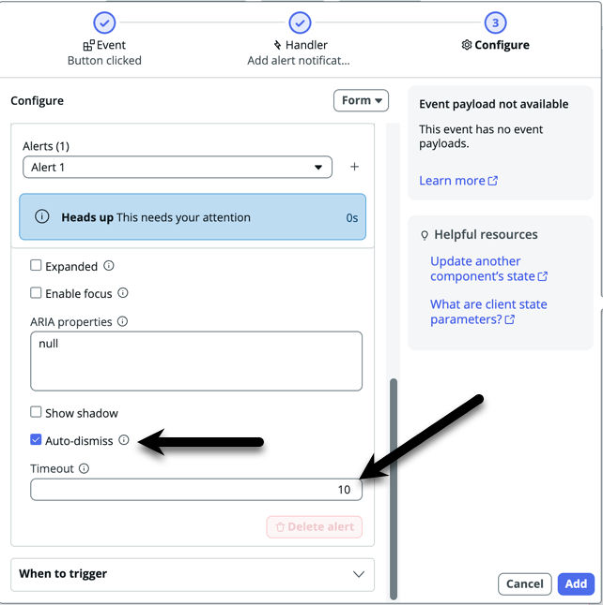 3
Event
Button clicked
Handler
Add alert notificat...
Configure
Configure
Form
Alerts (1)
Alert 1
+
Heads up This needs your attention
0s
Expanded
Enable focus
ARIA properties
null
Show shadow
Auto-dismiss
Timeout
10
Delete alert
When to trigger
Event payload not available
This event has no event
payloads.
Learn more
Helpful resources
Update another
component's state
What are client state
parameters?
Cancel
Add